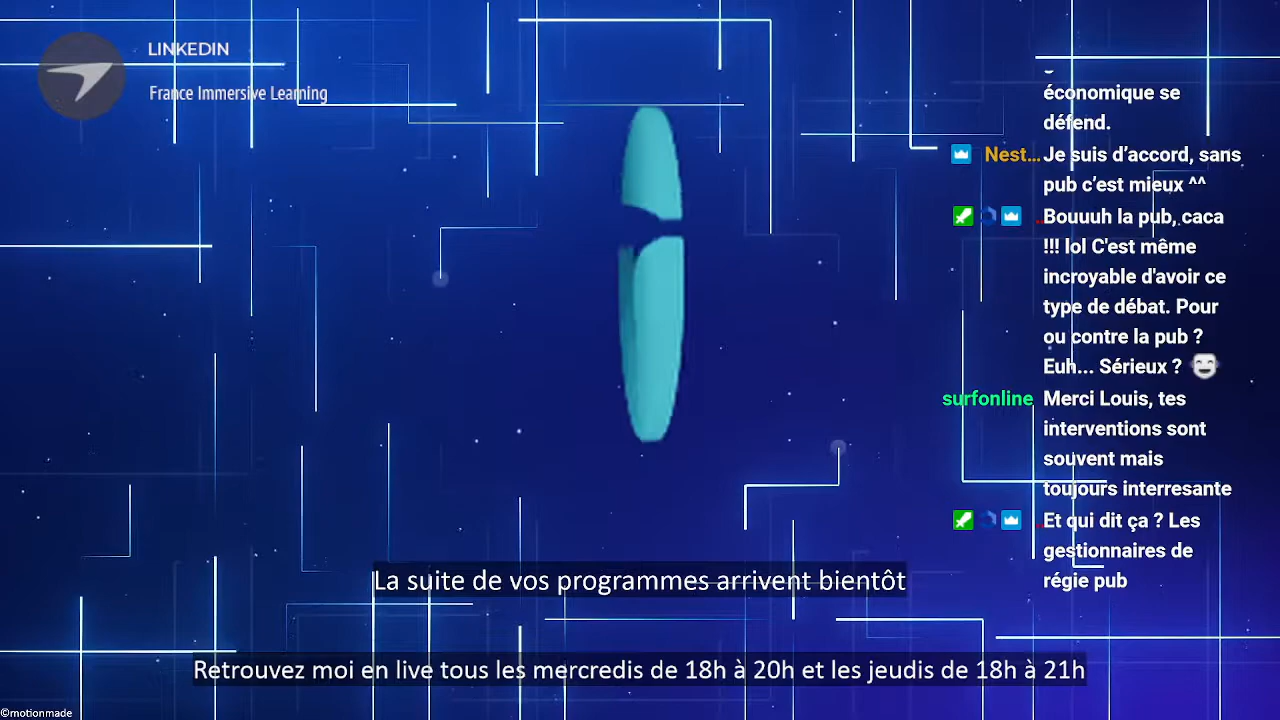 LINKEDIN
France Immersive Learning
économique se
défend.
Nest… Je suis d’accord, sans
pub c’est mieux ^^
Bouuuh la pub, caca
!!! lol C'est même
incroyable d'avoir ce
type de débat. Pour
ou contre la pub ?
Euh... Sérieux ?
surfonline Merci Louis, tes
interventions sont
souvent mais
toujours interresante
Et qui dit ça ? Les
gestionnaires de
régie pub
La suite de vos programmes arrivent bientôt
Retrouvez moi en live tous les mercredis de 18h à 20h et les jeudis de 18h à 21h
©motionmade